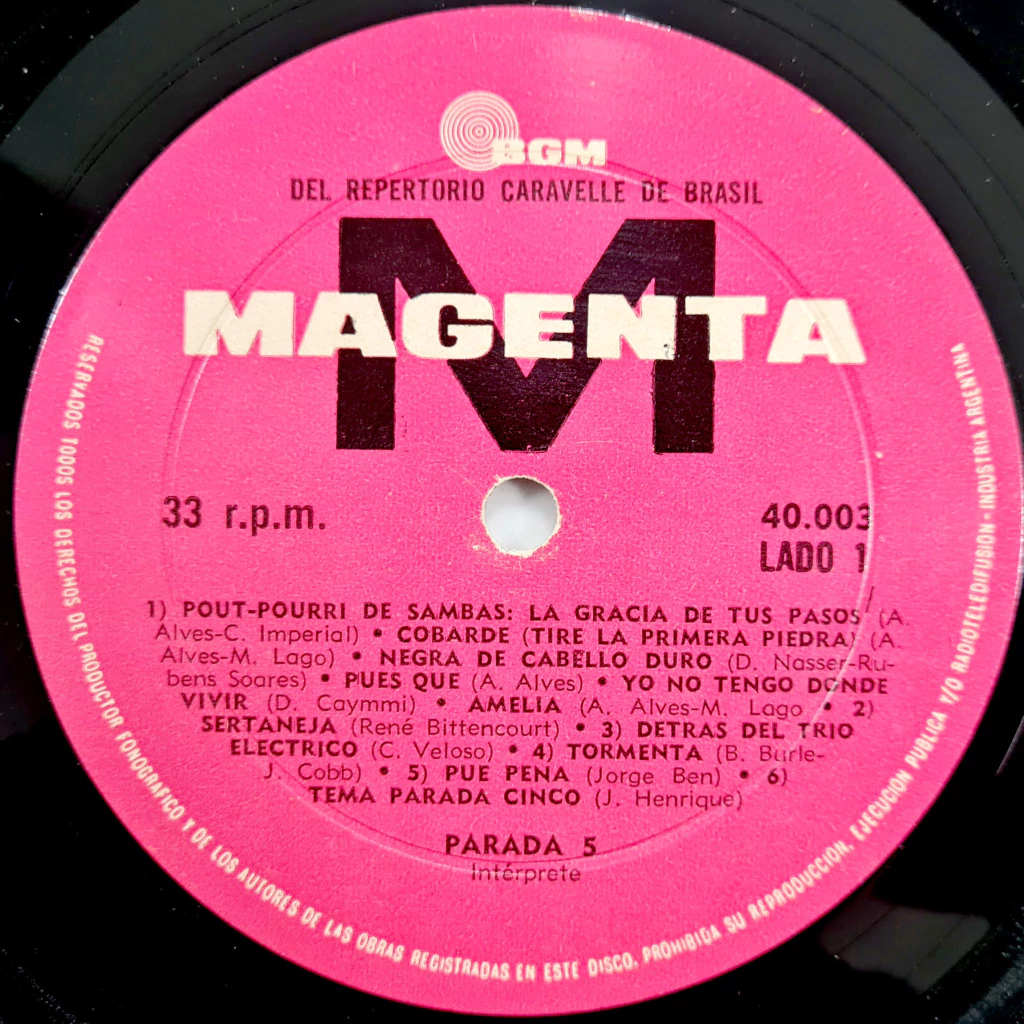 BGM
DEL REPERTORIO CARAVELLE DE BRASIL
M
MAGENTA
33 r.p.m.
40.003
LADO 1
1) POUT-POURRI DE SAMBAS: LA GRACIA DE TUS PASOS (A.
Alves-C. Imperial) • COBARDE (TIRE LA PRIMERA PIEDRA) (A.
Alves-M. Lago) • NEGRA DE CABELLO DURO (D. Nasser-Ru-
bens Soares) • PUES QUE (A. Alves) • YO NO TENGO DONDE
VIVIR (D. Caymmi) • AMELIA (A. Alves-M. Lago • 2)
SERTANEJA (René Bittencourt) • 3) DETRAS DEL TRIO
ELECTRICO (C. Veloso) • 4) TORMENTA (B. Burle-
J. Cobb) • 5) PUE PENA (Jorge Ben) • 6)
TEMA PARADA CINCO (J. Henrique)
PARADA 5
Intérprete
RESERVADOS TODOS LOS DERECHOS DEL PRODUCTOR FONOGRAFICO Y DE LOS AUTORES DE LAS OBRAS REGISTRADAS EN ESTE DISCO. PROHIBIDA SU REPRODUCCION, EJECUCION PUBLICA Y/O RADIOTELEDIFUSION - INDUSTRIA ARGENTINA